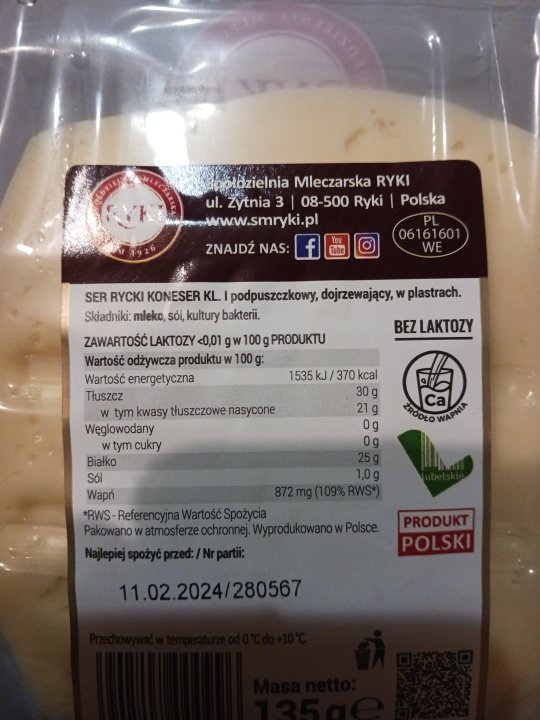 RYKI
1926
Spółdzielnia Mleczarska RYKI
ul. Żytnia 3 | 08-500 Ryki | Polska
www.smryki.pl
ZNAJDŹ NAS: f You Tube
PL
06161601
WE
SER RYCKI KONESER KL. I podpuszczkowy, dojrzewający, w plastrach.
Składniki: mleko, sól, kultury bakterii.
ZAWARTOŚĆ LAKTOZY <0,01 g w 100 g PRODUKTU
Wartość odżywcza produktu w 100 g:
Wartość energetyczna 1535 kJ / 370 kcal
Tłuszcz 30 g
w tym kwasy tłuszczowe nasycone 21 g
Węglowodany 0 g
w tym cukry 0 g
Białko 25 g
Sól 1,0 g
Wapń 872 mg (109% RWS*)
*RWS - Referencyjna Wartość Spożycia
Pakowano w atmosferze ochronnej. Wyprodukowano w Polsce.
Najlepiej spożyć przed: / Nr partii:
11.02.2024/280567
Przechowywać w temperaturze od 0°C do +10°C.
Masa netto:
135g e
BEZ LAKTOZY
Ca
ŹRÓDŁO WAPNIA
lubelskie
PRODUKT
POLSKI